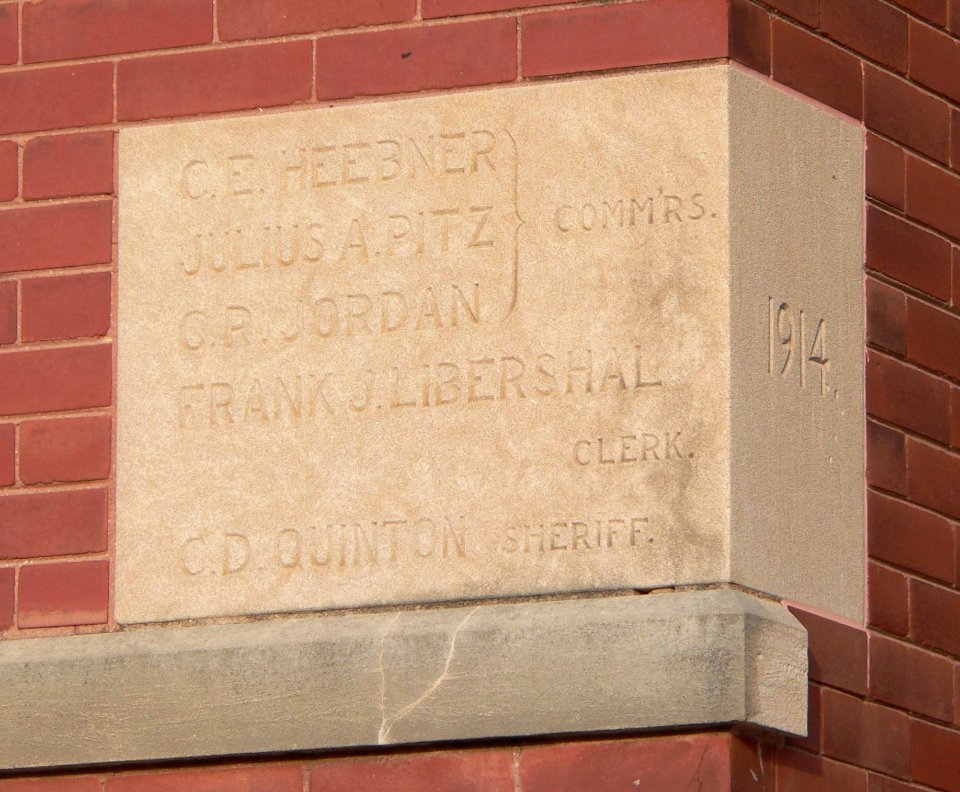 C.E. HEEBNER
JULIUS A. PITZ
C.R. JORDAN
COMM'RS.
FRANK J. LIBERSHAL
CLERK.
C.D. QUINTON SHERIFF.
1914.